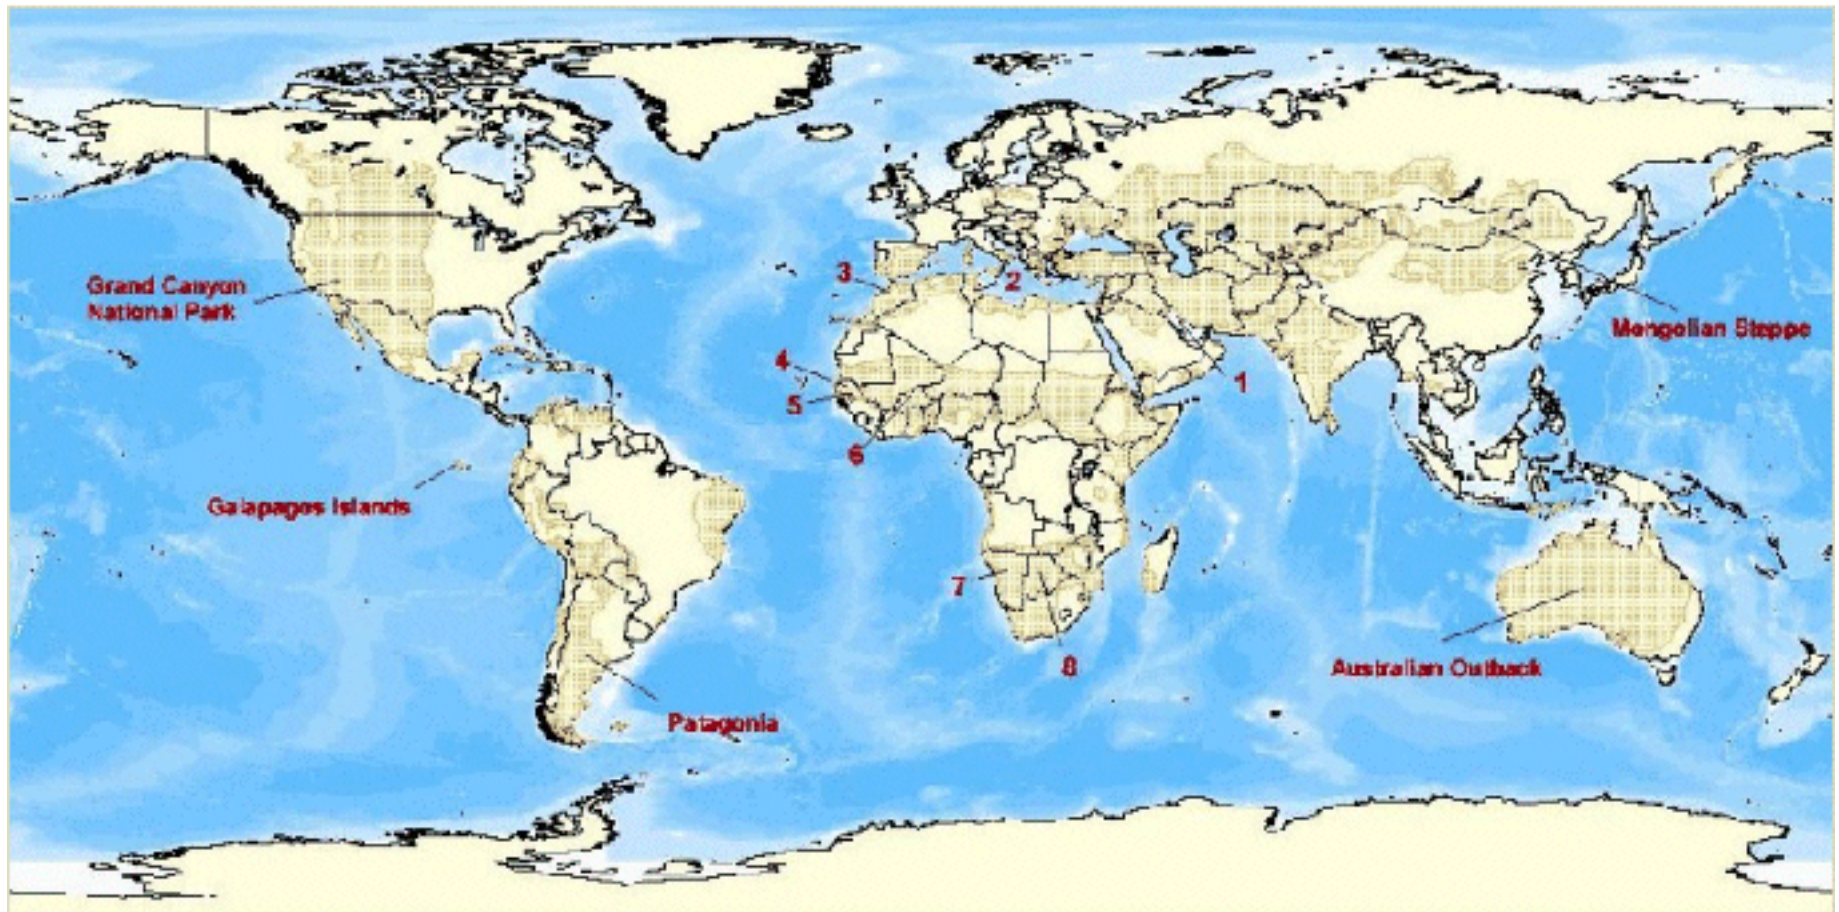 Grand Canyon
National Park
3
2
Mongolian Steppe
4
1
5
6
Galapagos Islands
7
8
Australian Outback
Patagonia